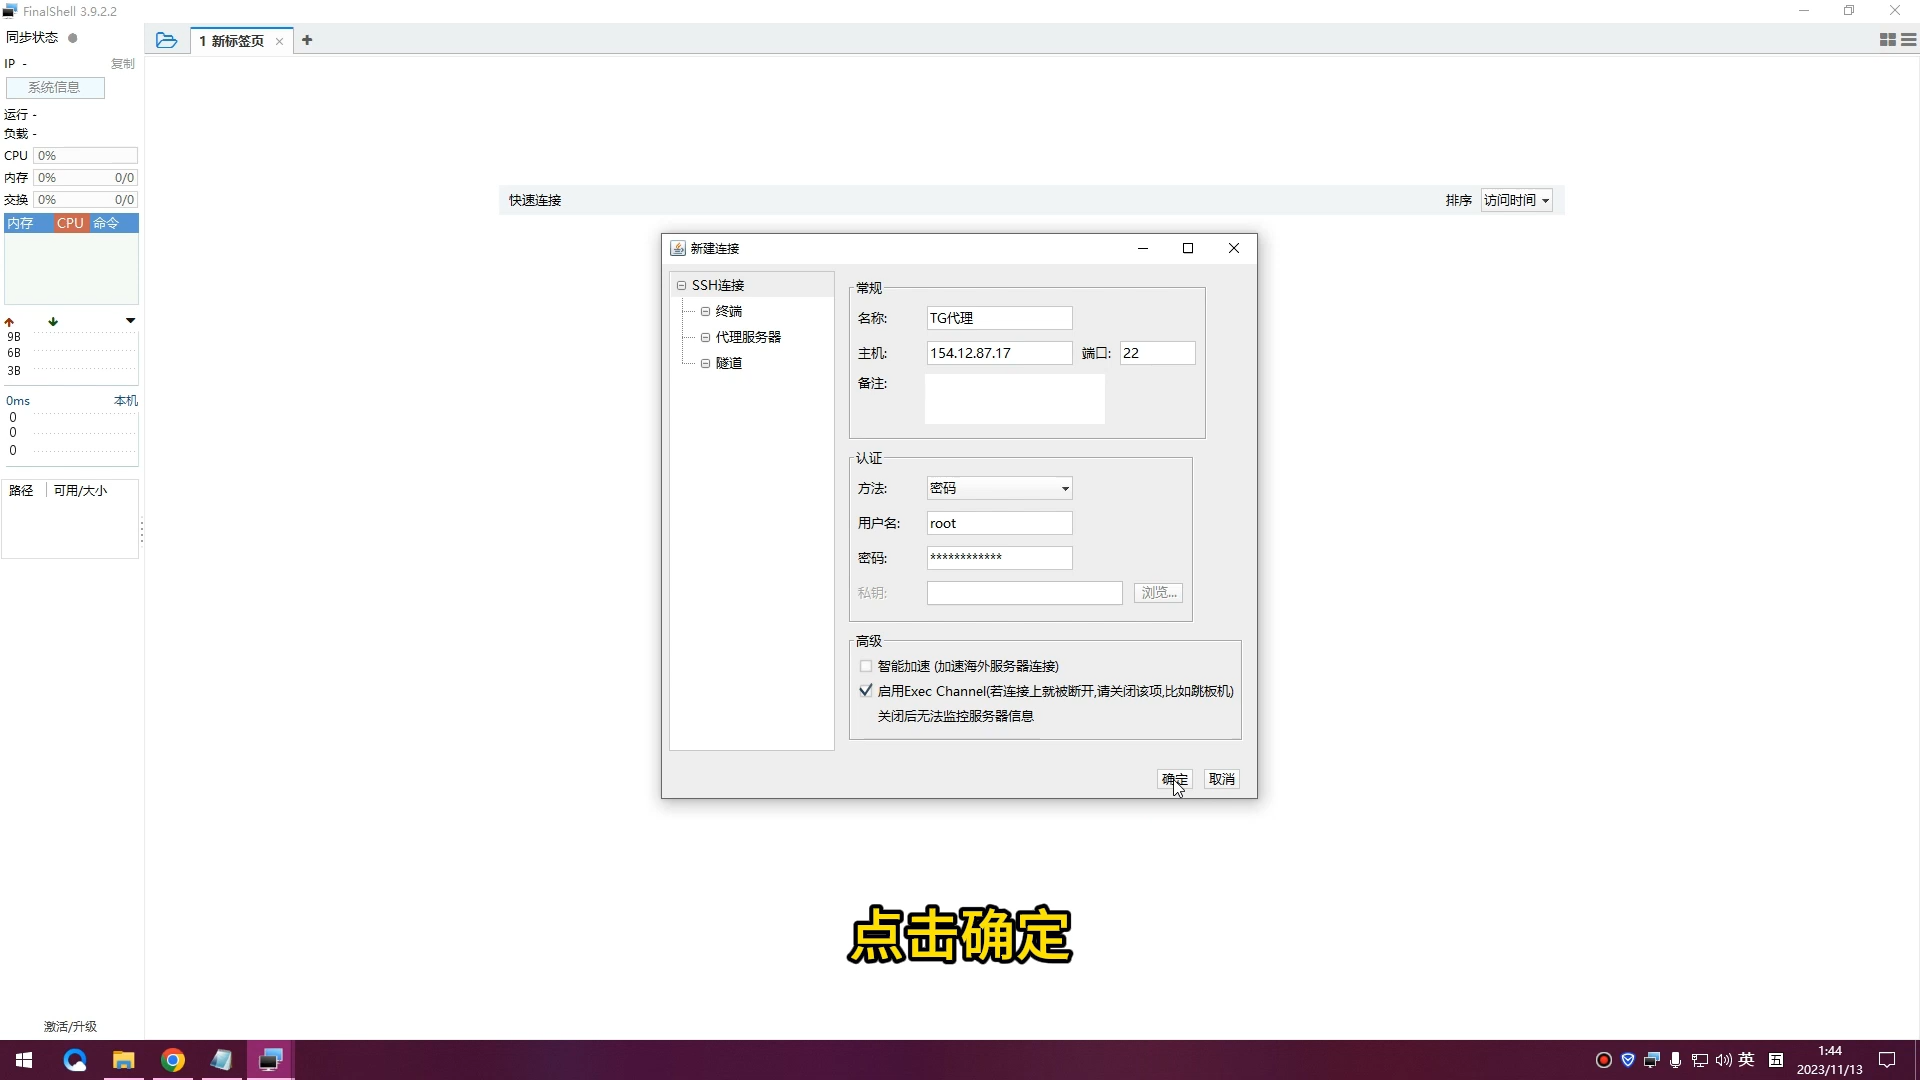 FinalShell 3.9.2.2
同步状态
1 新标签页
IP -
复制
系统信息
运行 -
负载 -
CPU 0%
内存 0% 0/0
交换 0% 0/0
内存 CPU 命令
9B
6B
3B
0ms 本机
0
0
0
路径 可用/大小
激活/升级
快速连接
排序 访问时间
新建连接
SSH连接
终端
代理服务器
隧道
常规
名称: TG代理
主机: 154.12.87.17 端口: 22
备注:
认证
方法: 密码
用户名: root
密码: ************
私钥: 浏览...
高级
智能加速 (加速海外服务器连接)
启用Exec Channel(若连接上就被断开,请关闭该项,比如跳板机)
关闭后无法监控服务器信息
确定 取消
点击确定
英 五
1:44
2023/11/13